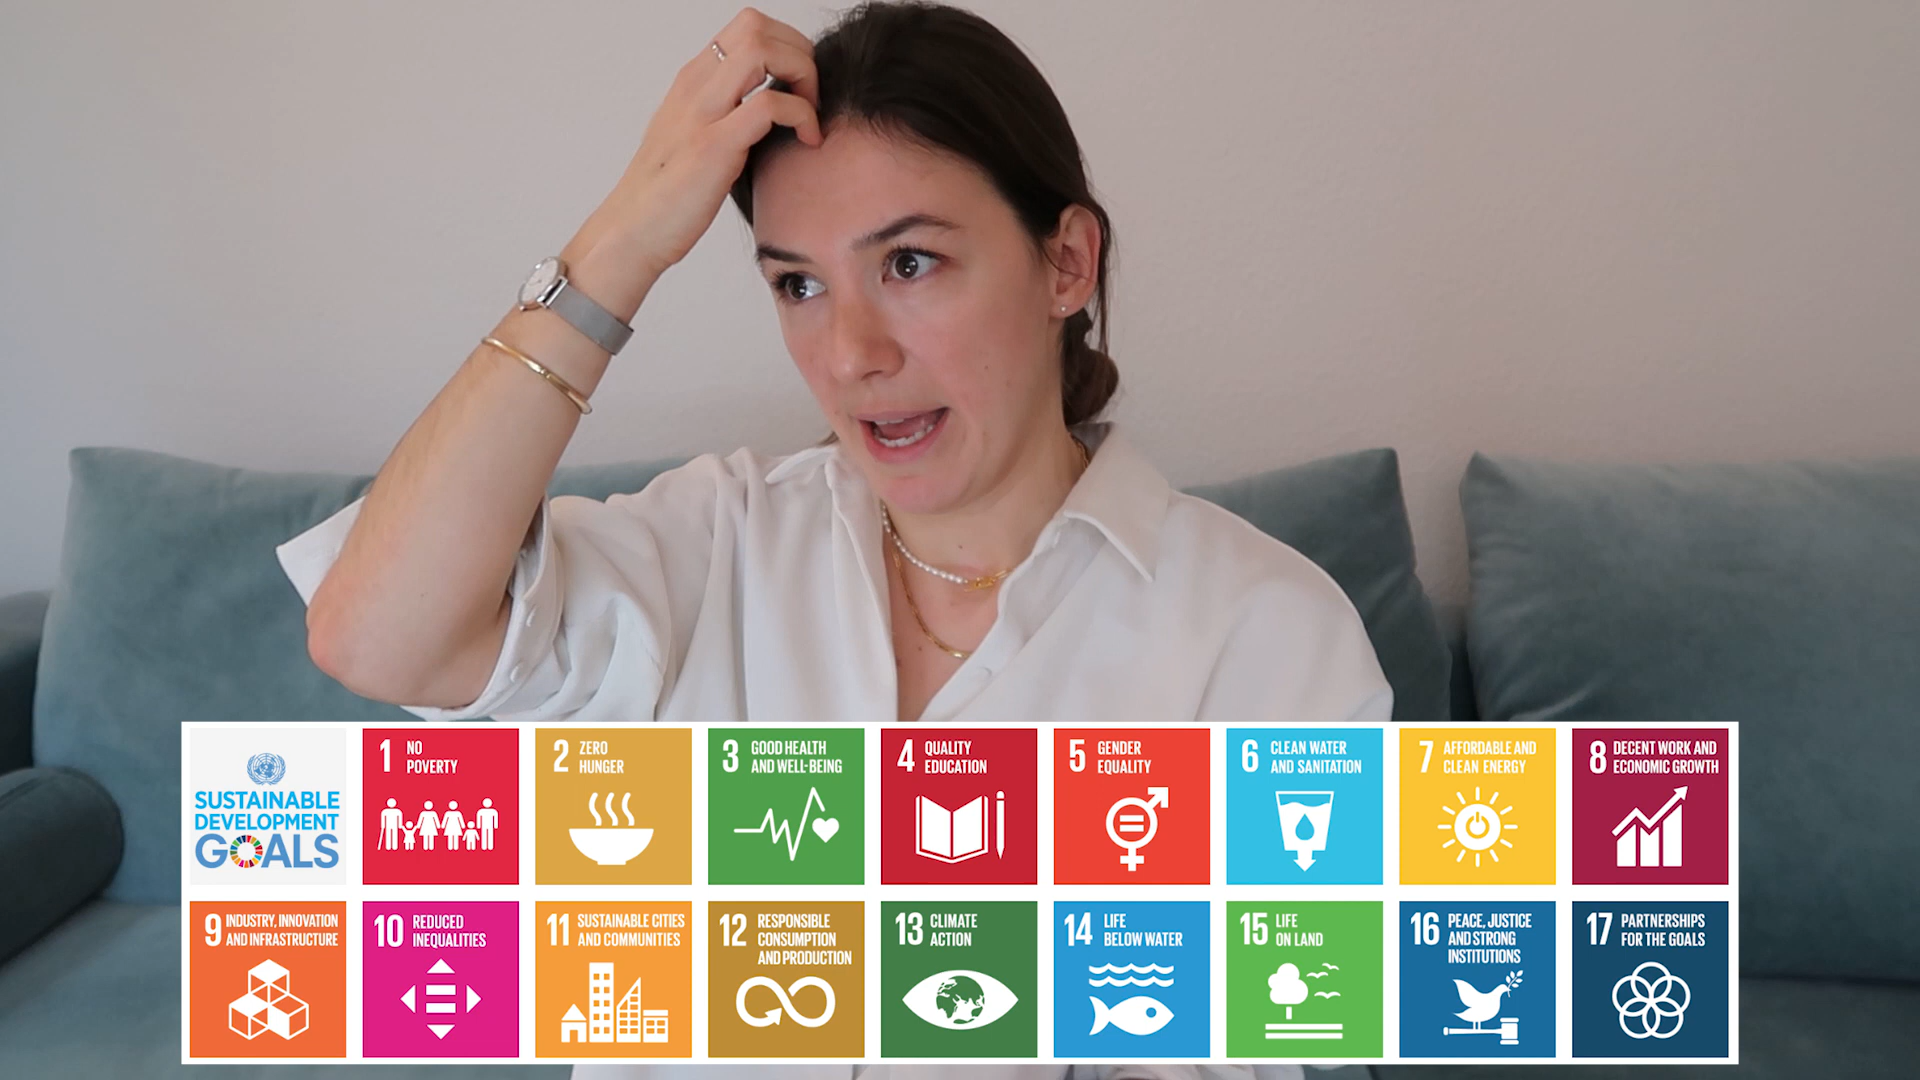 SUSTAINABLE
DEVELOPMENT
GOALS
1 NO
POVERTY
2 ZERO
HUNGER
3 GOOD HEALTH
AND WELL-BEING
4 QUALITY
EDUCATION
5 GENDER
EQUALITY
6 CLEAN WATER
AND SANITATION
7 AFFORDABLE AND
CLEAN ENERGY
8 DECENT WORK AND
ECONOMIC GROWTH
9 INDUSTRY, INNOVATION
AND INFRASTRUCTURE
10 REDUCED
INEQUALITIES
11 SUSTAINABLE CITIES
AND COMMUNITIES
12 RESPONSIBLE
CONSUMPTION
AND PRODUCTION
13 CLIMATE
ACTION
14 LIFE
BELOW WATER
15 LIFE
ON LAND
16 PEACE, JUSTICE
AND STRONG
INSTITUTIONS
17 PARTNERSHIPS
FOR THE GOALS